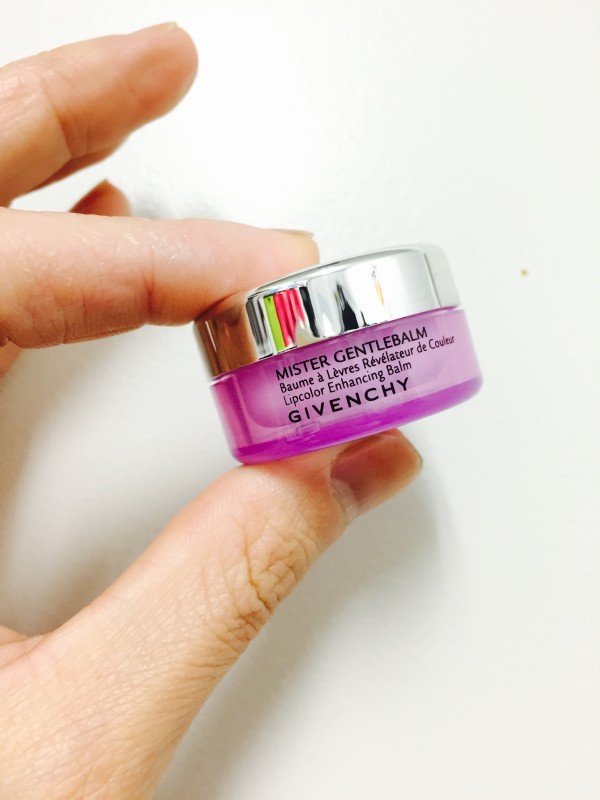 MISTER GENTLEBALM
Baume à Lèvres Révélateur de Couleur
Lipcolor Enhancing Balm
GIVENCHY